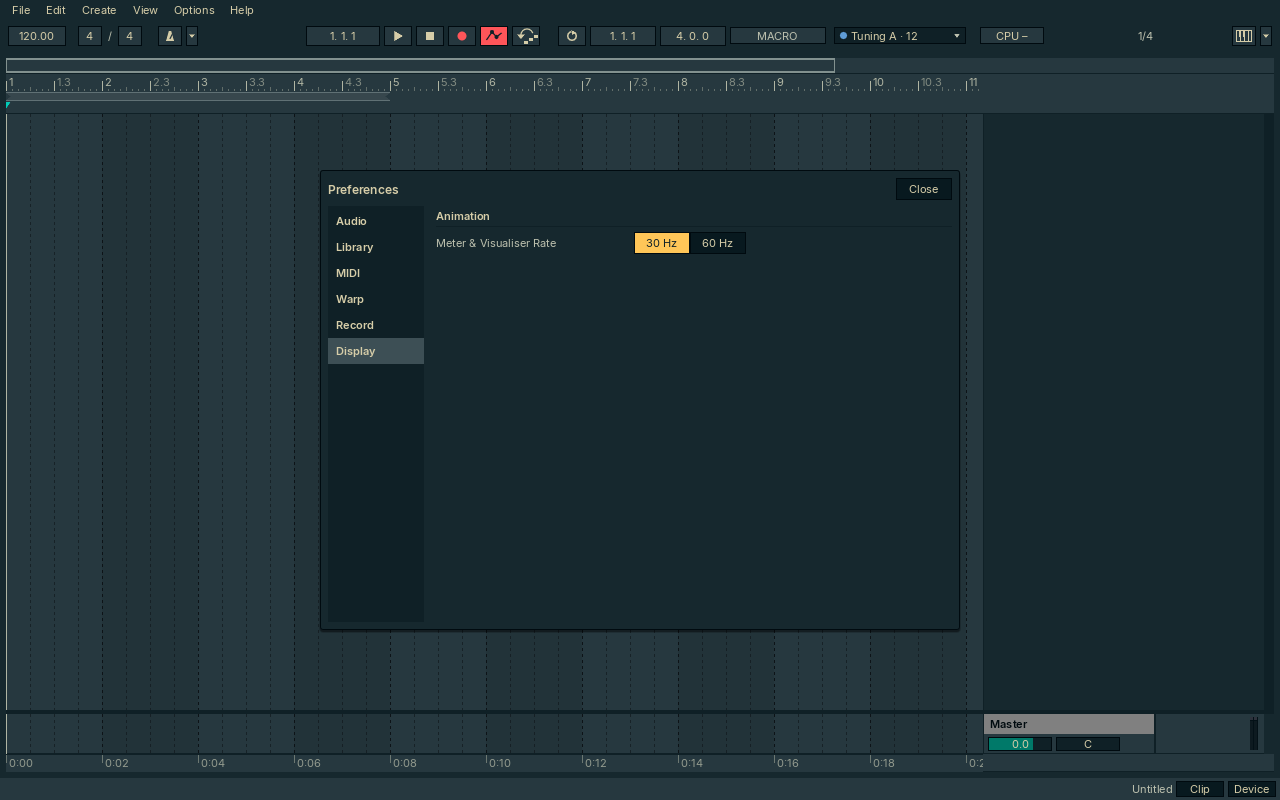 File Edit Create View Options Help
120.00 4 / 4 1. 1. 1 1. 1. 1 4. 0. 0 MACRO Tuning A · 12 CPU – 1/4
1 1.3 2 2.3 3 3.3 4 4.3 5 5.3 6 6.3 7 7.3 8 8.3 9 9.3 10 10.3 11
Preferences Close
Audio
Library
MIDI
Warp
Record
Display
Animation
Meter & Visualiser Rate 30 Hz 60 Hz
Master
0.0 C
0:00 0:02 0:04 0:06 0:08 0:10 0:12 0:14 0:16 0:18
Untitled Clip Device